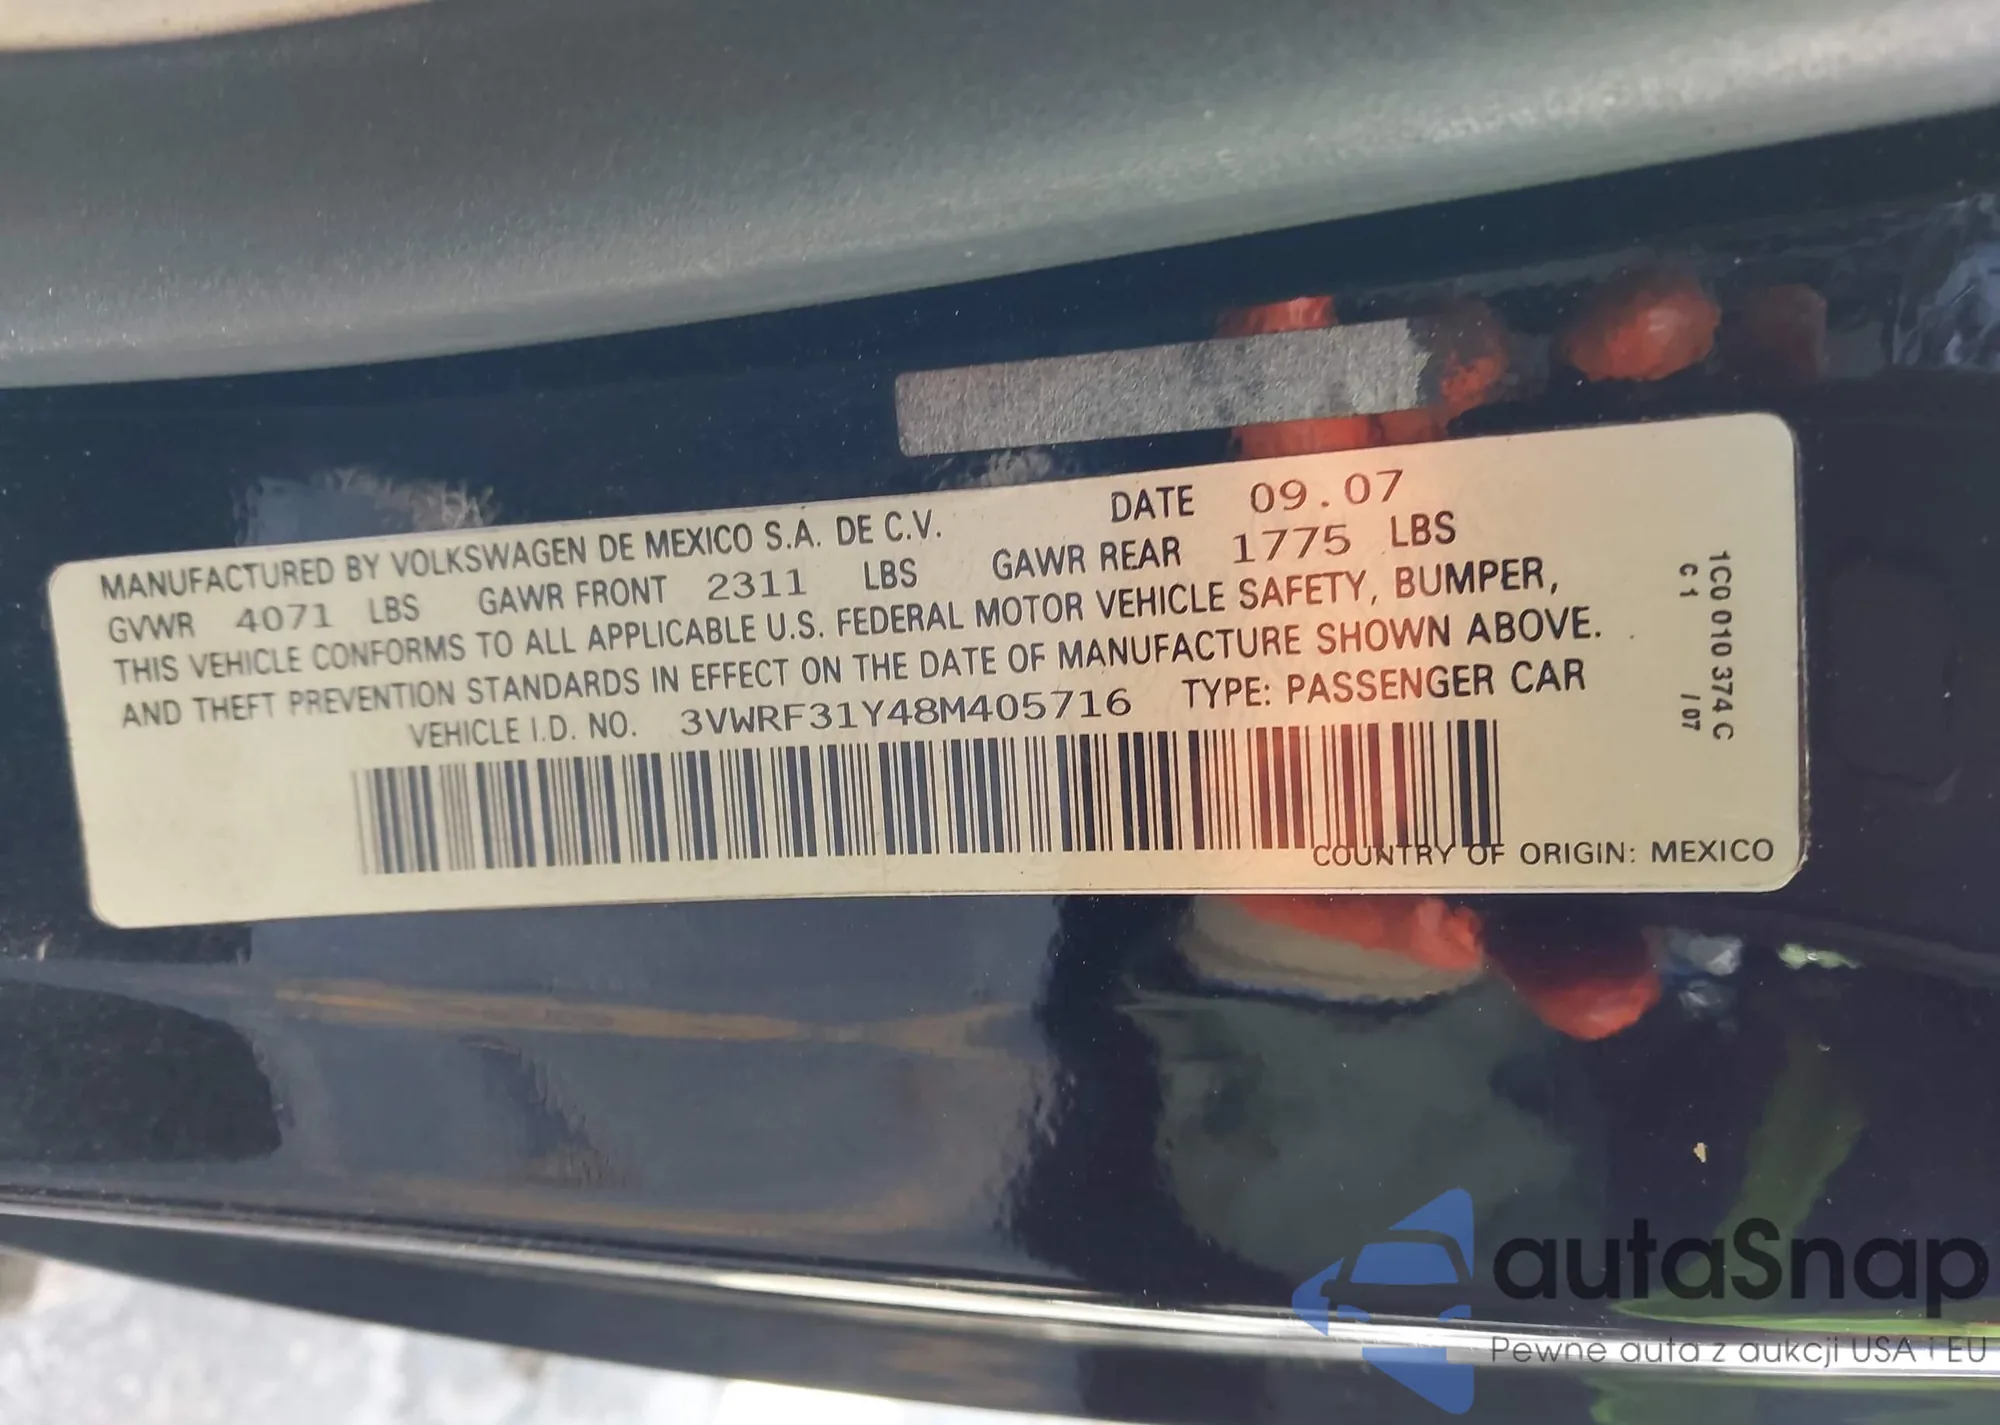 DATE 09.07
MANUFACTURED BY VOLKSWAGEN DE MEXICO S.A. DE C.V.
GVWR 4071 LBS GAWR FRONT 2311 LBS GAWR REAR 1775 LBS
THIS VEHICLE CONFORMS TO ALL APPLICABLE U.S. FEDERAL MOTOR VEHICLE SAFETY, BUMPER,
AND THEFT PREVENTION STANDARDS IN EFFECT ON THE DATE OF MANUFACTURE SHOWN ABOVE.
VEHICLE I.D. NO. 3VWRF31Y48M405716 TYPE: PASSENGER CAR
COUNTRY OF ORIGIN: MEXICO
1C0 010 374 C
C 1 / 07
autaSnap
Pewne auta z aukcji USA i EU